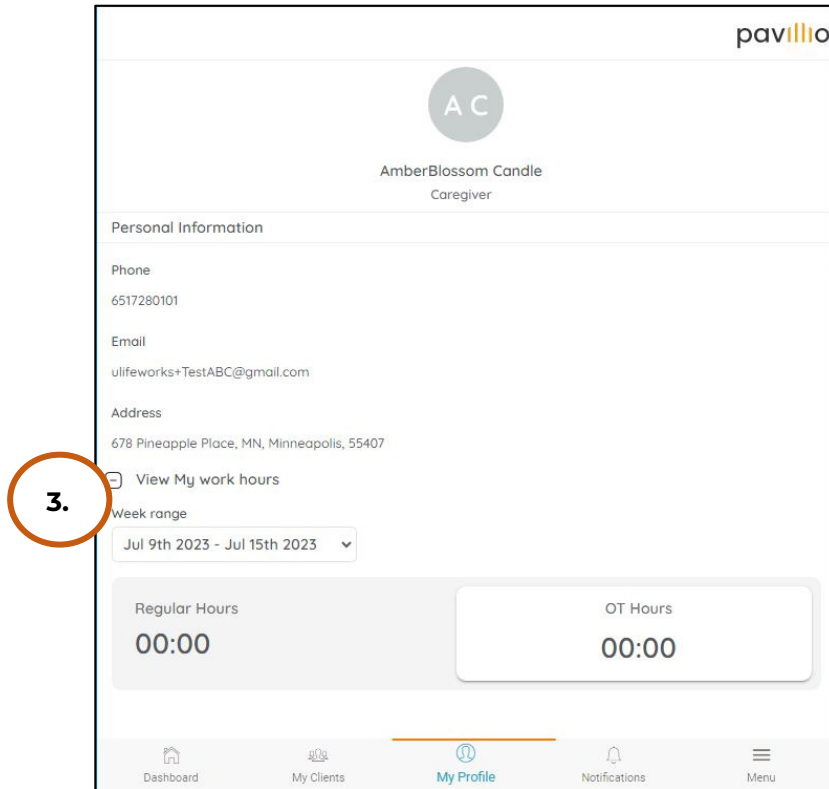 pavillio
A C
AmberBlossom Candle
Caregiver
Personal Information
Phone
6517280101
Email
ulifeworks+TestABC@gmail.com
Address
678 Pineapple Place, MN, Minneapolis, 55407
View My work hours
3.
Week range
Jul 9th 2023 - Jul 15th 2023
Regular Hours OT Hours
00:00 00:00
Dashboard My Clients My Profile Notifications Menu